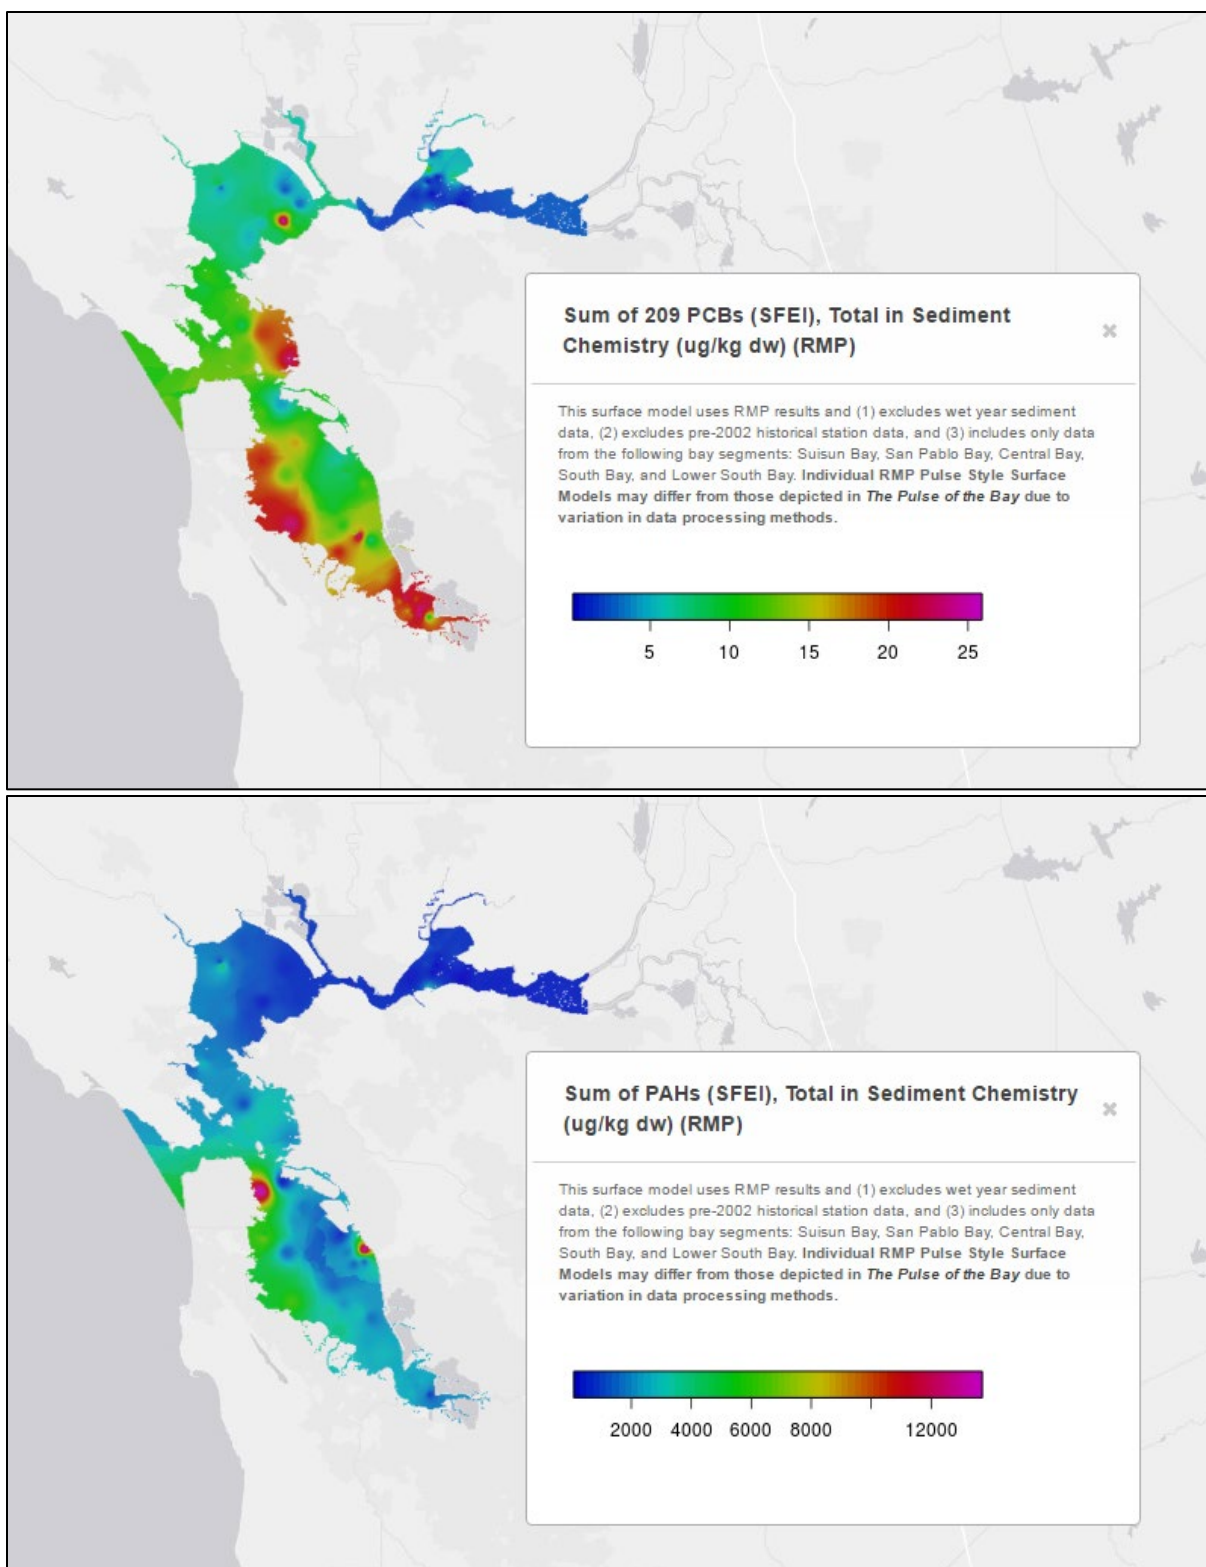 Sum of 209 PCBs (SFEI), Total in Sediment
Chemistry (ug/kg dw) (RMP)
✖
This surface model uses RMP results and (1) excludes wet year sediment
data, (2) excludes pre-2002 historical station data, and (3) includes only data
from the following bay segments: Suisun Bay, San Pablo Bay, Central Bay,
South Bay, and Lower South Bay. Individual RMP Pulse Style Surface
Models may differ from those depicted in The Pulse of the Bay due to
variation in data processing methods.
5 10 15 20 25
Sum of PAHs (SFEI), Total in Sediment Chemistry
(ug/kg dw) (RMP)
✖
This surface model uses RMP results and (1) excludes wet year sediment
data, (2) excludes pre-2002 historical station data, and (3) includes only data
from the following bay segments: Suisun Bay, San Pablo Bay, Central Bay,
South Bay, and Lower South Bay. Individual RMP Pulse Style Surface
Models may differ from those depicted in The Pulse of the Bay due to
variation in data processing methods.
2000 4000 6000 8000 12000